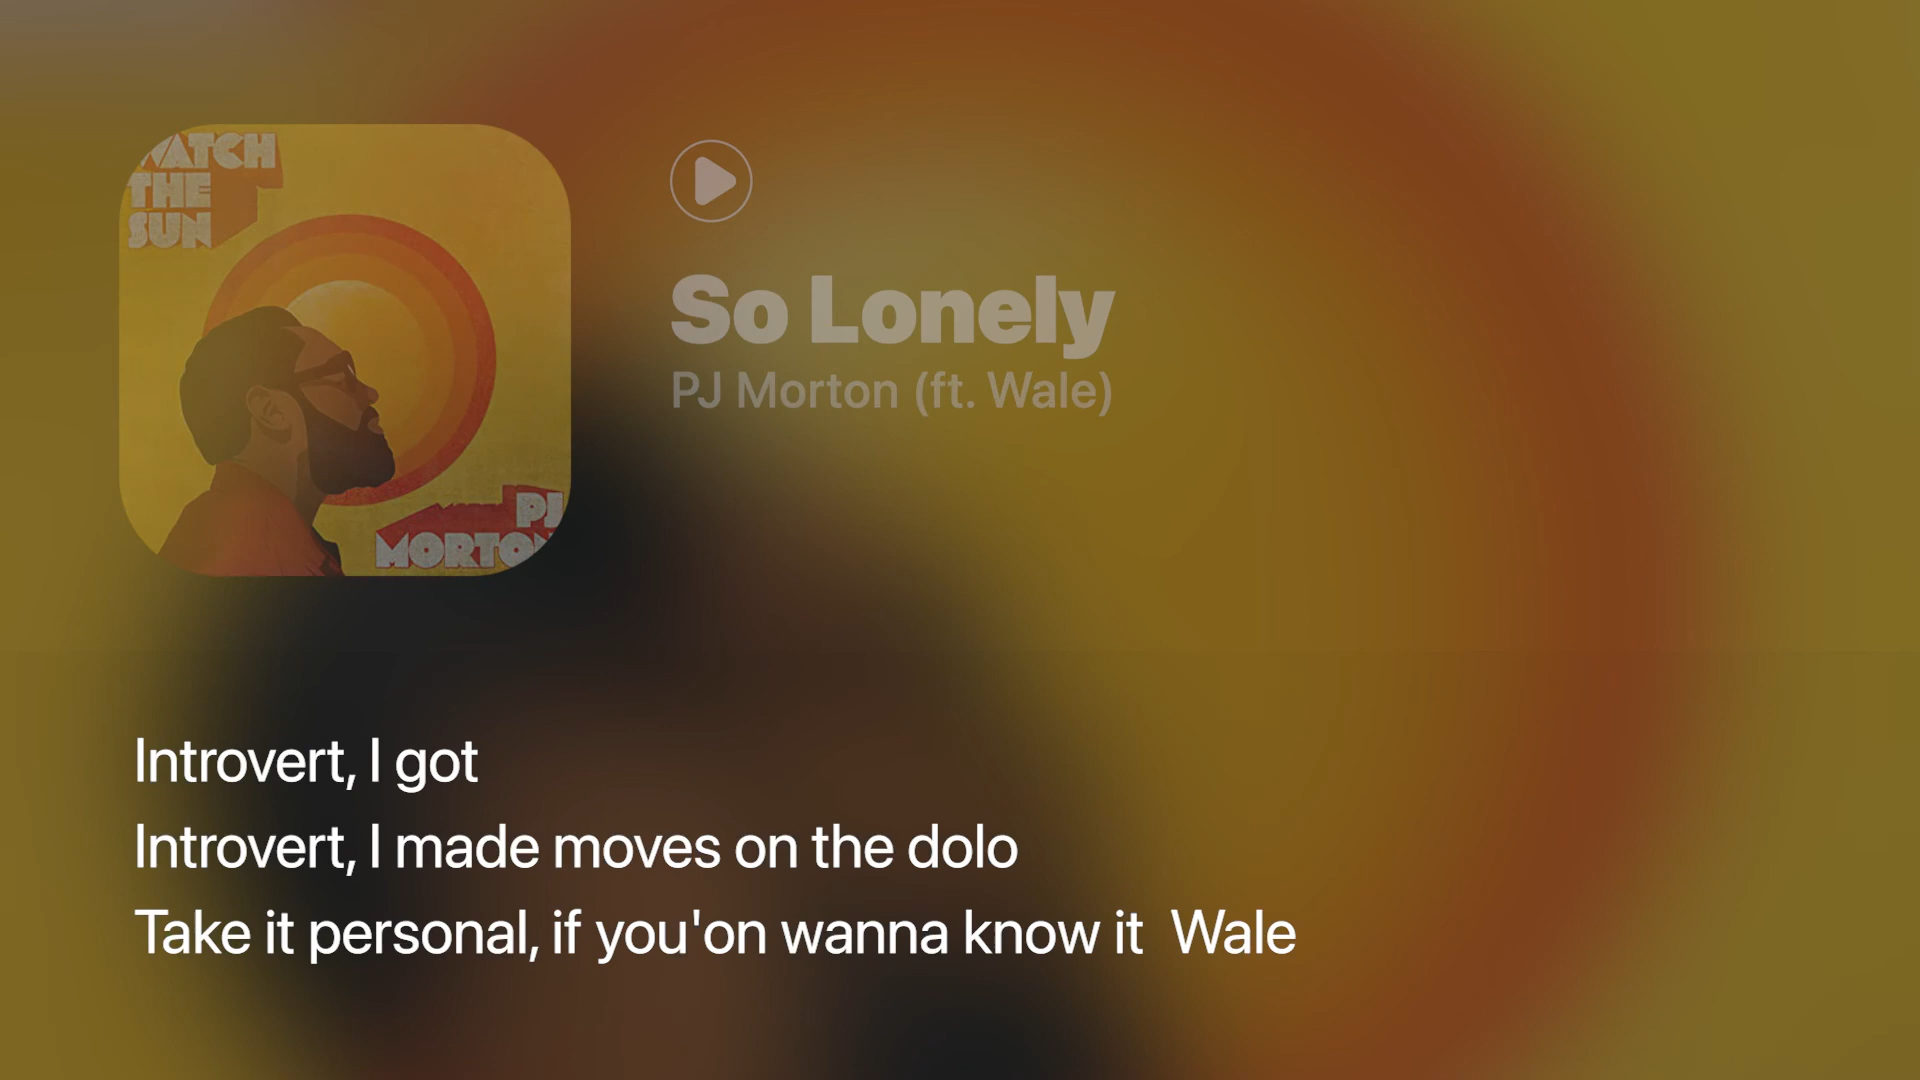 WATCH
THE
SUN
PJ
MORTON
So Lonely
PJ Morton (ft. Wale)
Introvert, I got
Introvert, I made moves on the dolo
Take it personal, if you'on wanna know it  Wale